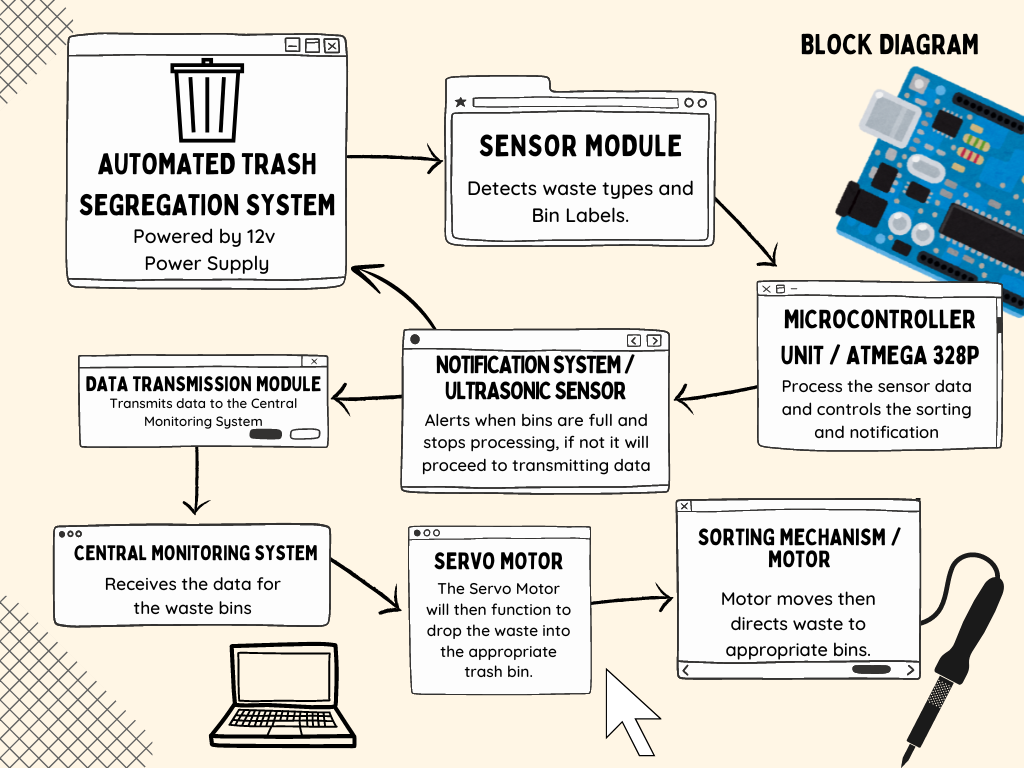 BLOCK DIAGRAM
AUTOMATED TRASH
SEGREGATION SYSTEM
Powered by 12v
Power Supply
SENSOR MODULE
Detects waste types and
Bin Labels.
MICROCONTROLLER
UNIT / ATMEGA 328P
Process the sensor data
and controls the sorting
and notification
NOTIFICATION SYSTEM /
ULTRASONIC SENSOR
Alerts when bins are full and
stops processing, if not it will
proceed to transmitting data
DATA TRANSMISSION MODULE
Transmits data to the Central
Monitoring System
CENTRAL MONITORING SYSTEM
Receives the data for
the waste bins
SERVO MOTOR
The Servo Motor
will then function to
drop the waste into
the appropriate
trash bin.
SORTING MECHANISM /
MOTOR
Motor moves then
directs waste to
appropriate bins.